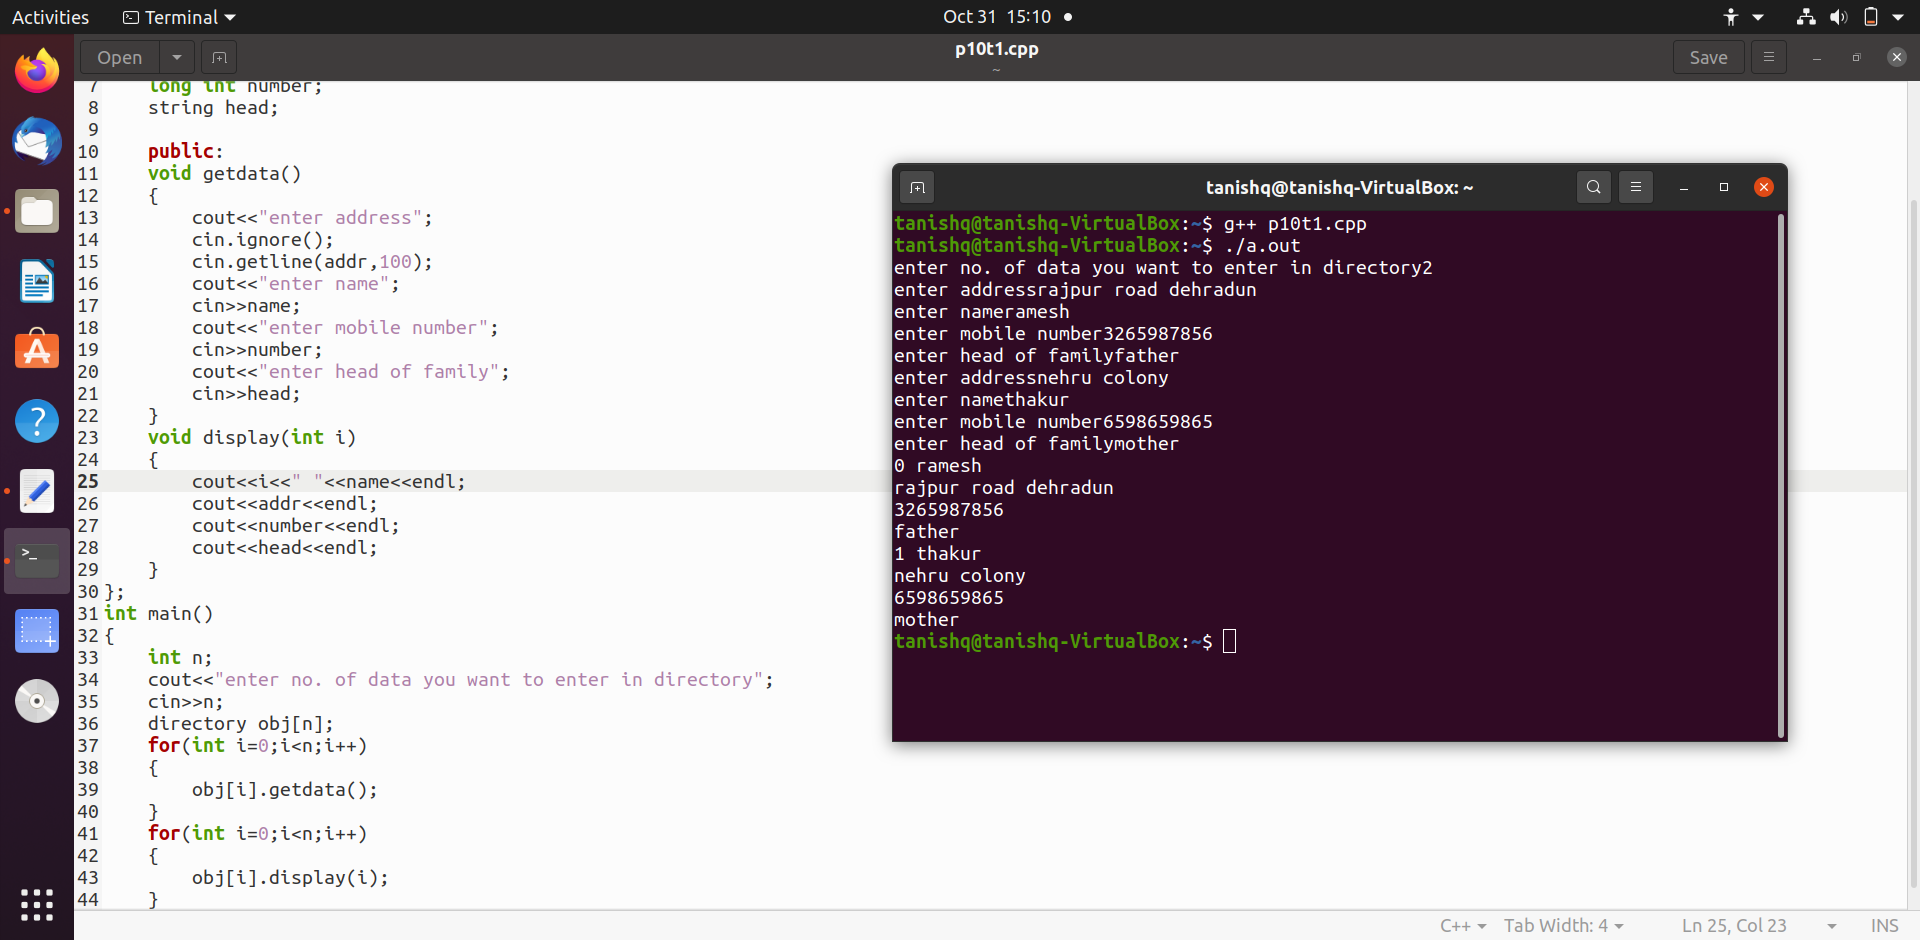 Activities
Terminal
Oct 31 15:10
Open
p10t1.cpp
~
Save
7 long int number;
8 string head;
9
10 public:
11 void getdata()
12 {
13 cout<<"enter address";
14 cin.ignore();
15 cin.getline(addr,100);
16 cout<<"enter name";
17 cin>>name;
18 cout<<"enter mobile number";
19 cin>>number;
20 cout<<"enter head of family";
21 cin>>head;
22 }
23 void display(int i)
24 {
25 cout<<i<<" "<<name<<endl;
26 cout<<addr<<endl;
27 cout<<number<<endl;
28 cout<<head<<endl;
29 }
30 };
31 int main()
32 {
33 int n;
34 cout<<"enter no. of data you want to enter in directory";
35 cin>>n;
36 directory obj[n];
37 for(int i=0;i<n;i++)
38 {
39 obj[i].getdata();
40 }
41 for(int i=0;i<n;i++)
42 {
43 obj[i].display(i);
44 }
tanishq@tanishq-VirtualBox: ~
tanishq@tanishq-VirtualBox:~$ g++ p10t1.cpp
tanishq@tanishq-VirtualBox:~$ ./a.out
enter no. of data you want to enter in directory2
enter addressrajpur road dehradun
enter nameramesh
enter mobile number3265987856
enter head of familyfather
enter addressnehru colony
enter namethakur
enter mobile number6598659865
enter head of familymother
0 ramesh
rajpur road dehradun
3265987856
father
1 thakur
nehru colony
6598659865
mother
tanishq@tanishq-VirtualBox:~$
C++
Tab Width: 4
Ln 25, Col 23
INS